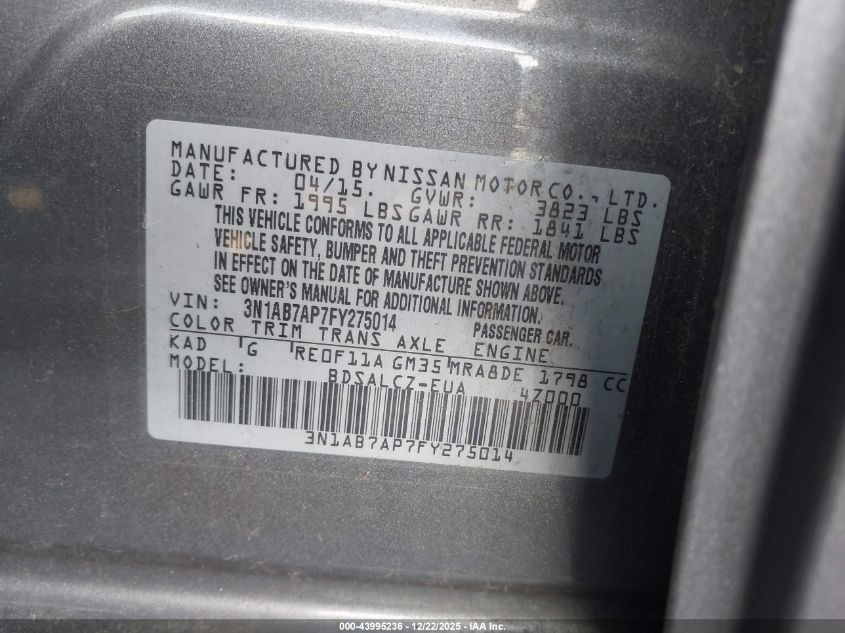 MANUFACTURED BY NISSAN MOTOR CO., LTD.
DATE: 04/15. GVWR: 3823 LBS
GAWR FR: 1995 LBS GAWR RR: 1841 LBS
THIS VEHICLE CONFORMS TO ALL APPLICABLE FEDERAL MOTOR
VEHICLE SAFETY, BUMPER AND THEFT PREVENTION STANDARDS
IN EFFECT ON THE DATE OF MANUFACTURE SHOWN ABOVE.
SEE OWNER'S MANUAL FOR ADDITIONAL INFORMATION.
VIN: 3N1AB7AP7FY275014 PASSENGER CAR.
COLOR TRIM TRANS AXLE ENGINE
KAD G RE0F11A GM35 MRA8DE 1798 CC
MODEL: BDSALCZ-EUA 4Z000
3N1AB7AP7FY275014
000-43995236 - 12/22/2025 - IAA Inc.